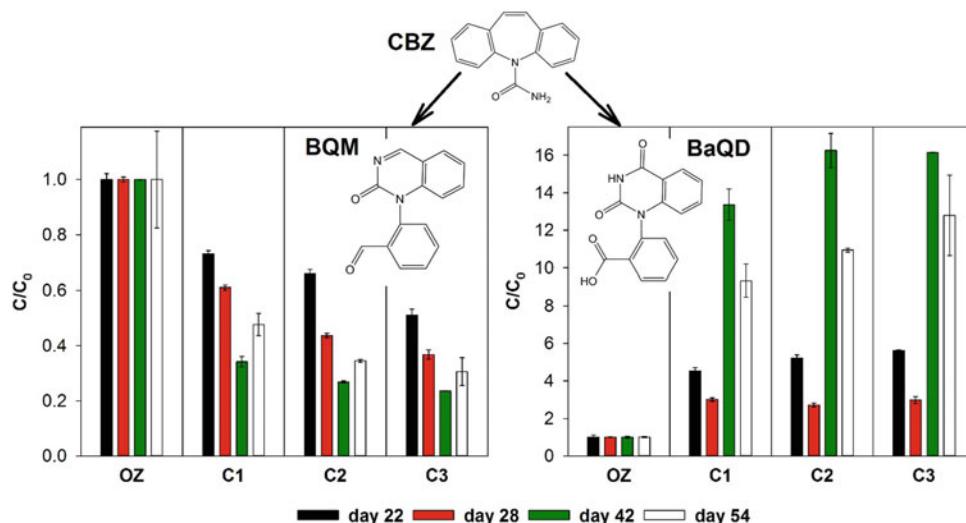 CBZ
N
O
NH₂
BQM
N
O
N
O
BaQD
O
HN
O
N
O
HO
C/C₀
1.0
0.8
0.6
0.4
0.2
0.0
OZ
C1
C2
C3
C/C₀
16
14
12
10
8
6
4
2
0
OZ
C1
C2
C3
day 22 day 28 day 42 day 54